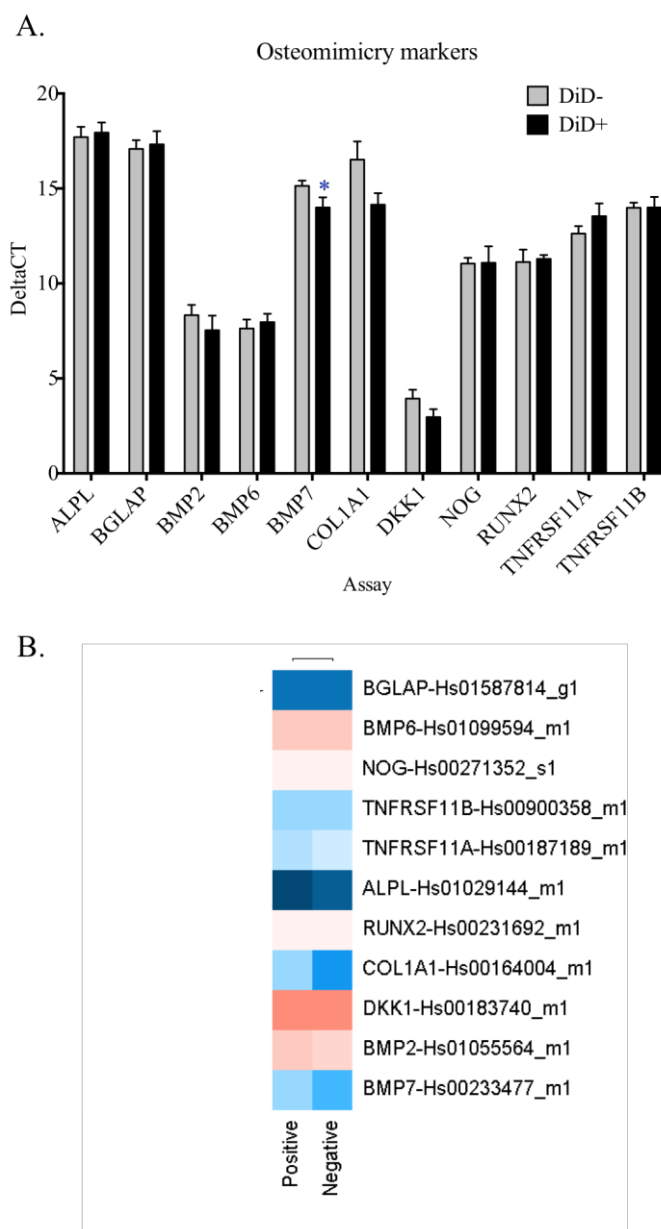 A.
Osteomimicry markers
DiD-
DiD+
20
15
10
5
0
DeltaCT
*
ALPL
BGLAP
BMP2
BMP6
BMP7
COL1A1
DKK1
NOG
RUNX2
TNFRSF11A
TNFRSF11B
Assay
B.
BGLAP-Hs01587814_g1
BMP6-Hs01099594_m1
NOG-Hs00271352_s1
TNFRSF11B-Hs00900358_m1
TNFRSF11A-Hs00187189_m1
ALPL-Hs01029144_m1
RUNX2-Hs00231692_m1
COL1A1-Hs00164004_m1
DKK1-Hs00183740_m1
BMP2-Hs01055564_m1
BMP7-Hs00233477_m1
Positive
Negative